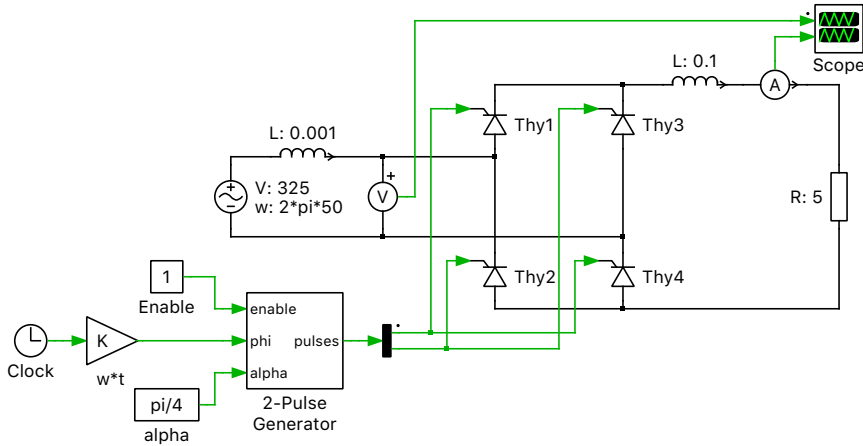 Scope
L: 0.1
A
Thy1
Thy3
L: 0.001
V: 325
w: 2*pi*50
+
V
R: 5
Thy2
Thy4
1
Enable
enable
phi
pulses
alpha
K
Clock
w*t
pi/4
alpha
2-Pulse
Generator